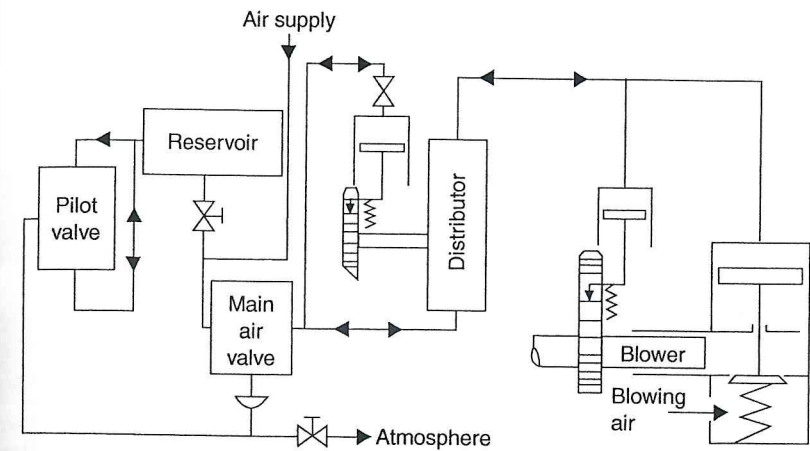 Air supply
Reservoir
Pilot
valve
Distributor
Main
air
valve
Blower
Blowing
air
Atmosphere